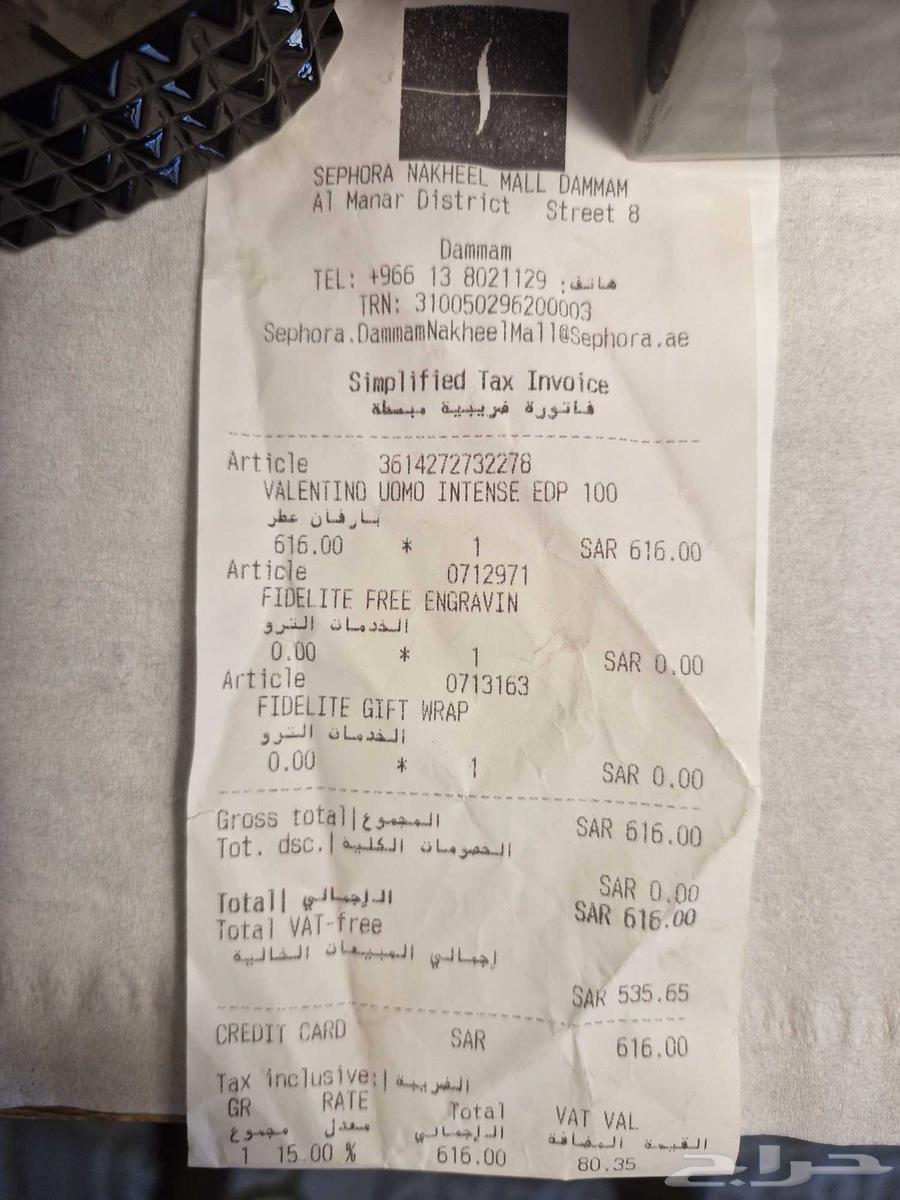 SEPHORA NAKHEEL MALL DAMMAM
Al Manar District Street 8
Dammam
TEL: +966 13 8021129 :هاتف
TRN: 310050296200003
Sephora.DammamNakheelMall@Sephora.ae
Simplified Tax Invoice
فاتورة ضريبية مبسطة
Article 3614272732278
VALENTINO UOMO INTENSE EDP 100
بارفان عطر
616.00 * 1 SAR 616.00
Article 0712971
FIDELITE FREE ENGRAVIN
الخدمات الترو
0.00 * 1 SAR 0.00
Article 0713163
FIDELITE GIFT WRAP
الخدمات الترو
0.00 * 1 SAR 0.00
Gross total|المجموع SAR 616.00
Tot. dsc.|الخصومات الكلية
SAR 0.00
Total|الإجمالي SAR 616.00
Total VAT-free
إجمالي المبيعات الخالية
SAR 535.65
CREDIT CARD SAR 616.00
Tax inclusive:|الضريبة
GR RATE Total VAT VAL
مجموع معدل الإجمالي القيمة المضافة
1 15.00 % 616.00 80.35
حراج